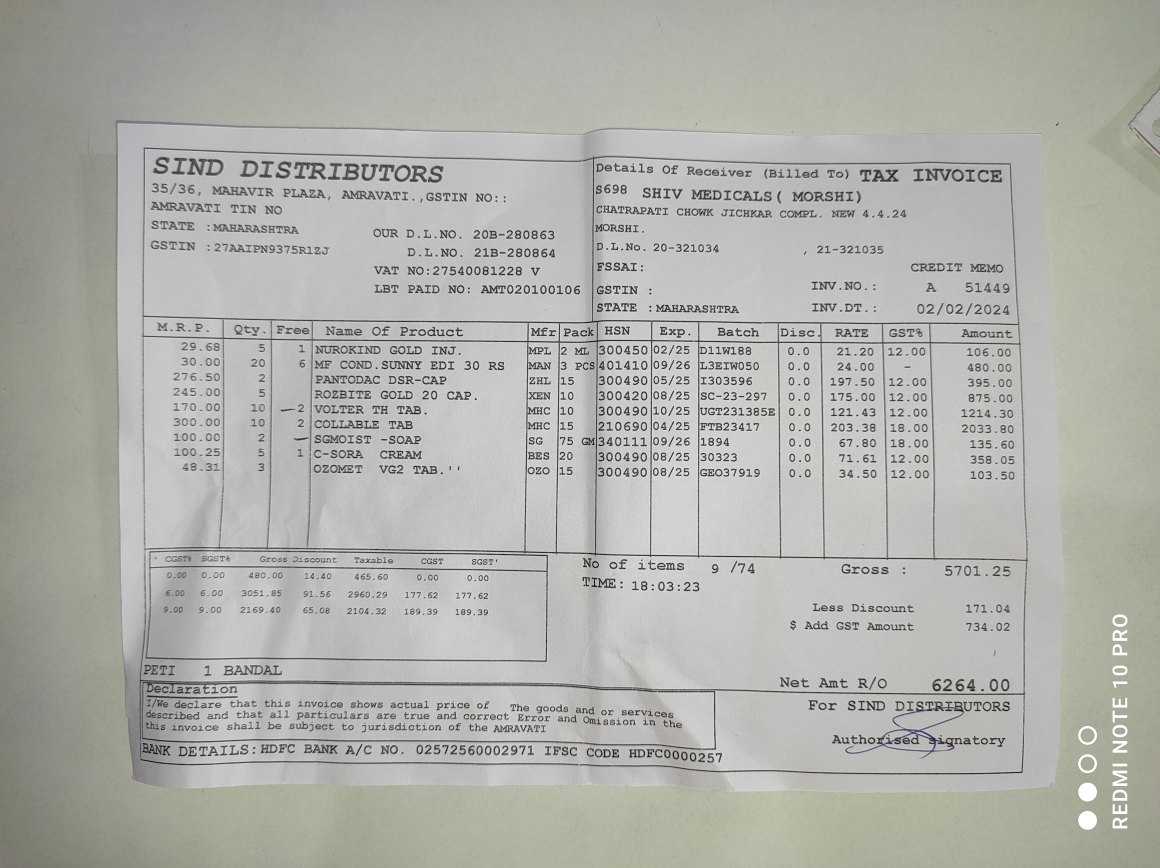 SIND DISTRIBUTORS
35/36, MAHAVIR PLAZA, AMRAVATI.,GSTIN NO::
AMRAVATI TIN NO
STATE :MAHARASHTRA
GSTIN :27AAIPN9375R1ZJ
OUR D.L.NO. 20B-280863
D.L.NO. 21B-280864
VAT NO:27540081228 V
LBT PAID NO: AMT020100106
Details Of Receiver (Billed To) TAX INVOICE
S698 SHIV MEDICALS( MORSHI)
CHATRAPATI CHOWK JICHKAR COMPL. NEW 4.4.24
MORSHI.
D.L.No. 20-321034 , 21-321035
FSSAI: CREDIT MEMO
GSTIN : INV.NO.: A 51449
STATE :MAHARASHTRA INV.DT.: 02/02/2024
M.R.P. Qty. Free Name Of Product Mfr Pack HSN Exp. Batch Disc. RATE GST% Amount
29.68 5 1 NUROKIND GOLD INJ. MPL 2 ML 300450 02/25 D11W188 0.0 21.20 12.00 106.00
30.00 20 6 MF COND.SUNNY EDI 30 RS MAN 3 PCS 401410 09/26 L3EIW050 0.0 24.00 – 480.00
276.50 2 PANTODAC DSR-CAP ZHL 15 300490 05/25 I303596 0.0 197.50 12.00 395.00
245.00 5 ROZBITE GOLD 20 CAP. XEN 10 300420 08/25 SC-23-297 0.0 175.00 12.00 875.00
170.00 10 2 VOLTER TH TAB. MHC 10 300490 10/25 UGT231385E 0.0 121.43 12.00 1214.30
300.00 10 2 COLLABLE TAB MHC 15 210690 04/25 FTB23417 0.0 203.38 18.00 2033.80
100.00 2 SGMOIST -SOAP SG 75 GM 340111 09/26 1894 0.0 67.80 18.00 135.60
100.25 5 1 C-SORA CREAM BES 20 300490 08/25 30323 0.0 71.61 12.00 358.05
48.31 3 OZOMET VG2 TAB.'' OZO 15 300490 08/25 GEO37919 0.0 34.50 12.00 103.50
CGST% SGST% Gross Discount Taxable CGST SGST'
0.00 0.00 480.00 14.40 465.60 0.00 0.00
6.00 6.00 3051.85 91.56 2960.29 177.62 177.62
9.00 9.00 2169.40 65.08 2104.32 189.39 189.39
No of items 9 /74 Gross : 5701.25
TIME: 18:03:23
Less Discount 171.04
$ Add GST Amount 734.02
PETI 1 BANDAL
Net Amt R/O 6264.00
Declaration
I/We declare that this invoice shows actual price of The goods and or services
described and that all particulars are true and correct Error and Omission in the
this invoice shall be subject to jurisdiction of the AMRAVATI
For SIND DISTRIBUTORS
Authorised signatory
BANK DETAILS:HDFC BANK A/C NO. 02572560002971 IFSC CODE HDFC0000257
REDMI NOTE 10 PRO